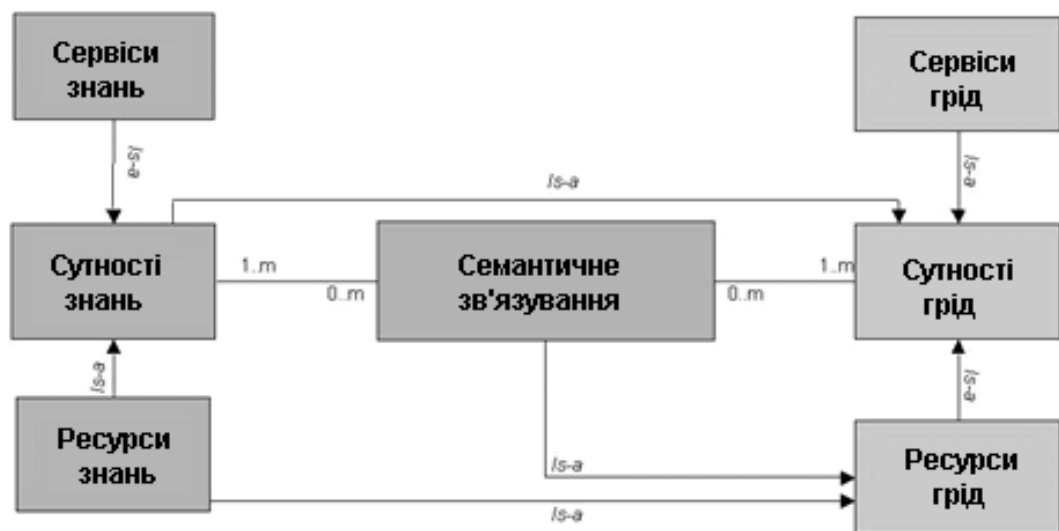 Сервіси
знань
Сервіси
грід
Is-a
Is-a
Is-a
Сутності
знань
1..m
0..m
Семантичне
зв'язування
1..m
0..m
Сутності
грід
Is-a
Is-a
Ресурси
знань
Is-a
Is-a
Ресурси
грід